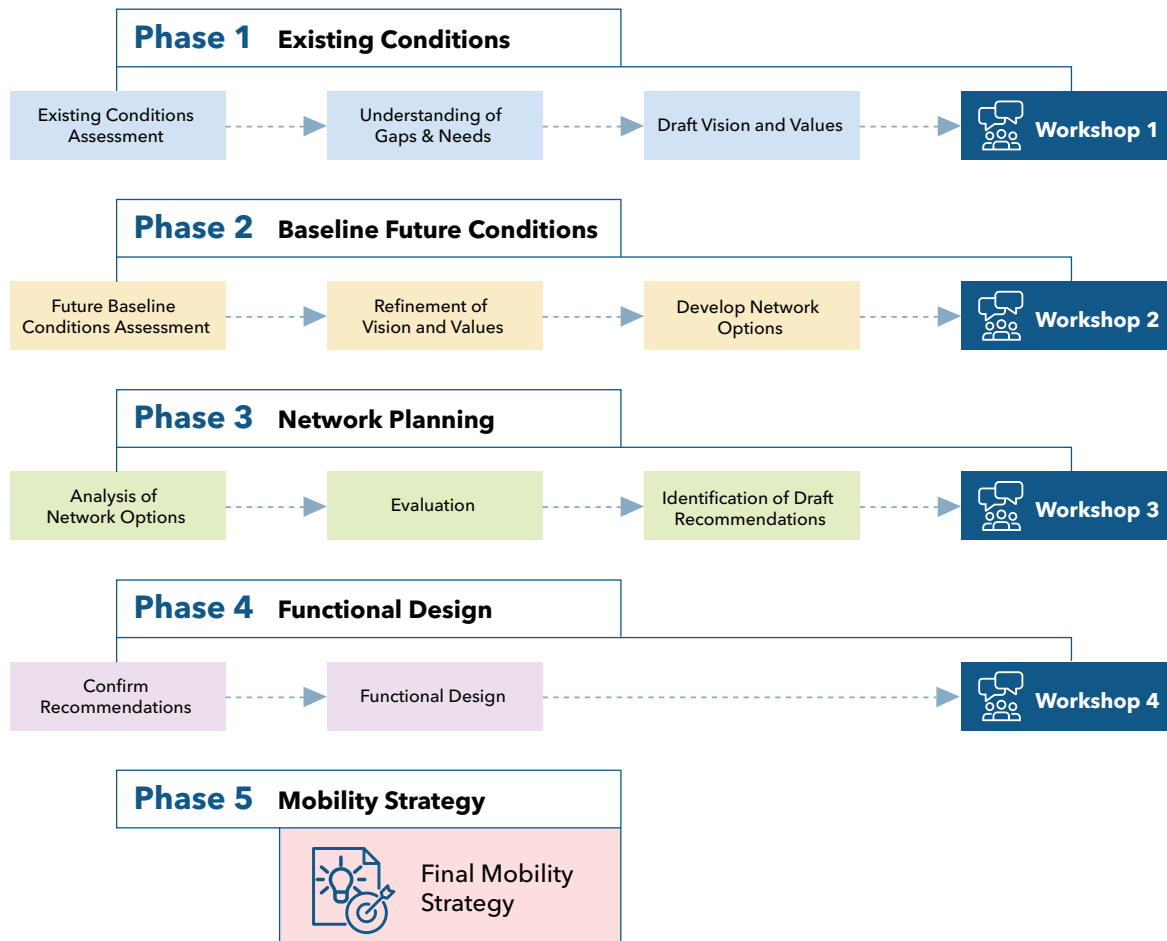 Phase 1 Existing Conditions
Existing Conditions
Assessment
Understanding of
Gaps & Needs
Draft Vision and Values
Workshop 1
Phase 2 Baseline Future Conditions
Future Baseline
Conditions Assessment
Refinement of
Vision and Values
Develop Network
Options
Workshop 2
Phase 3 Network Planning
Analysis of
Network Options
Evaluation
Identification of Draft
Recommendations
Workshop 3
Phase 4 Functional Design
Confirm
Recommendations
Functional Design
Workshop 4
Phase 5 Mobility Strategy
Final Mobility
Strategy